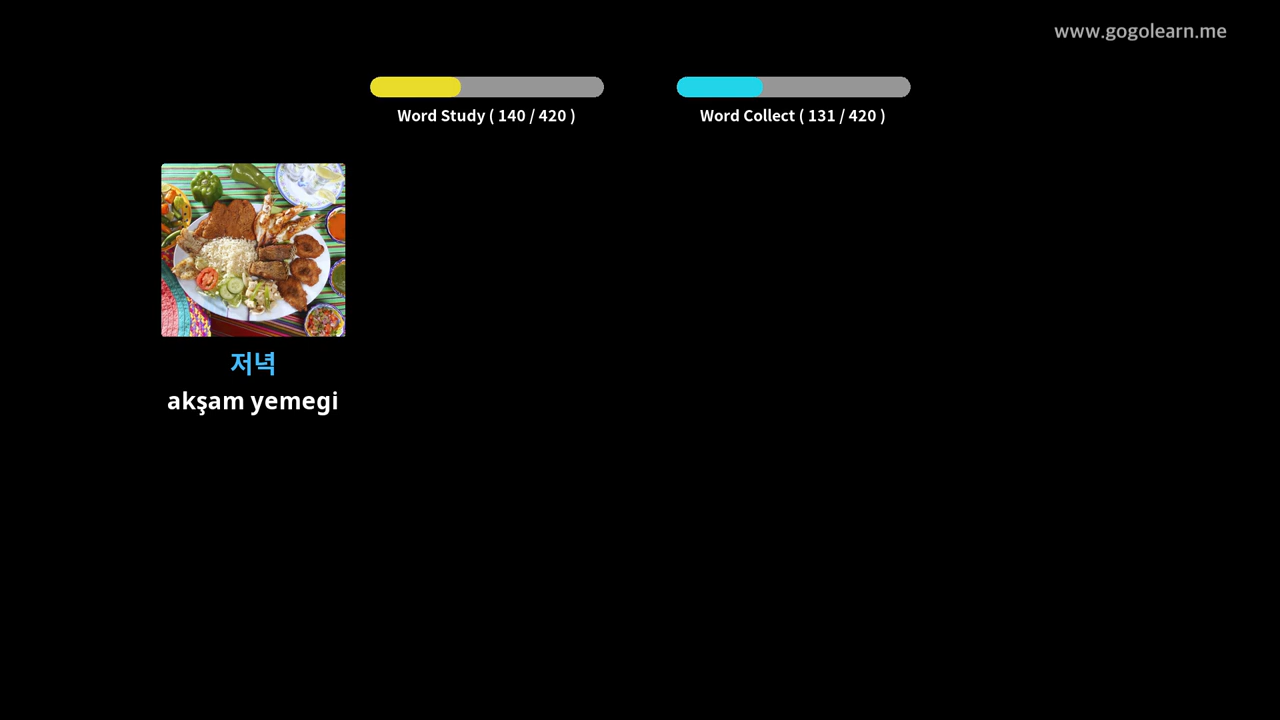 www.gogolearn.me
Word Study ( 140 / 420 )
Word Collect ( 131 / 420 )
저녁
akşam yemegi